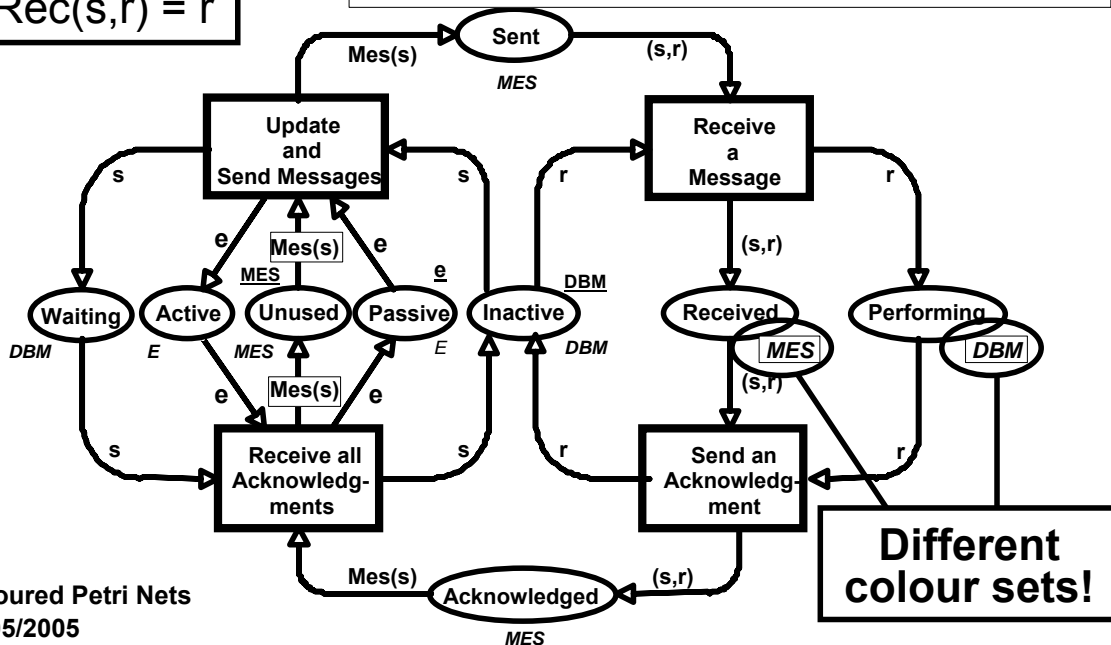 Rec(s,r) = r
Sent
Mes(s)
(s,r)
MES
Update
and
Send Messages
Receive
a
Message
s
s
r
r
e
Mes(s)
e
(s,r)
MES
e
DBM
Waiting
Active
Unused
Passive
Inactive
Received
Performing
DBM
E
MES
E
DBM
MES
DBM
e
Mes(s)
e
(s,r)
s
s
r
r
Receive all
Acknowledg-
ments
Send an
Acknowledg-
ment
Different
colour sets!
Mes(s)
Acknowledged
(s,r)
MES
oured Petri Nets
05/2005